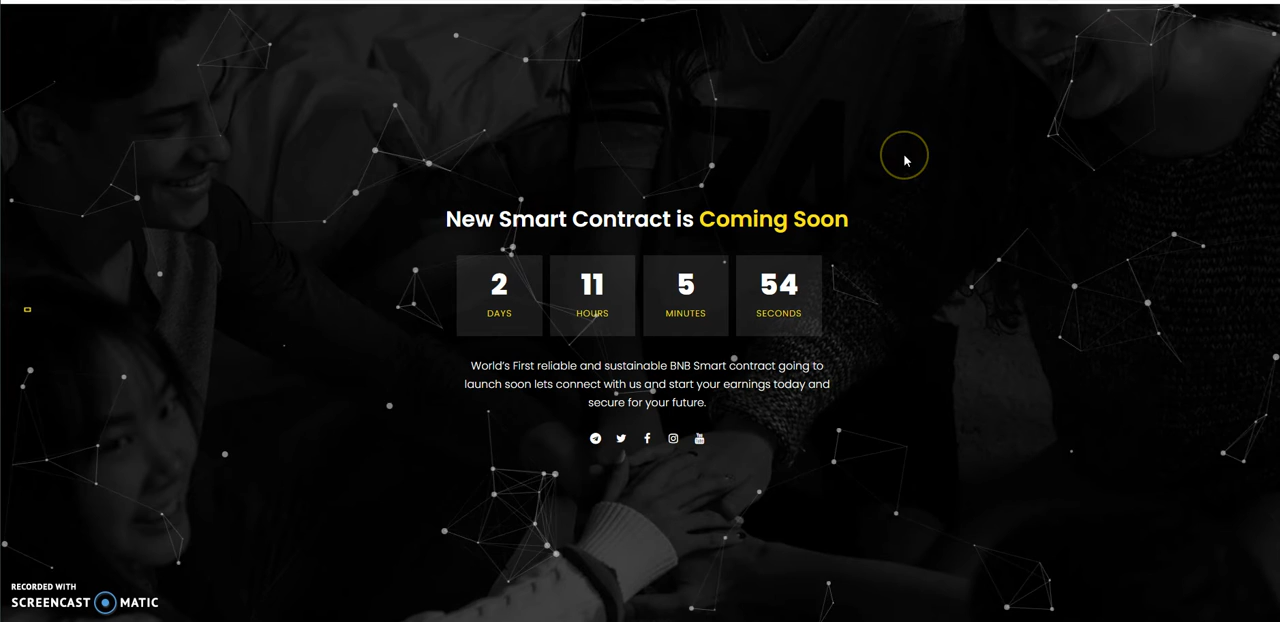 New Smart Contract is Coming Soon
2 11 5 54
DAYS HOURS MINUTES SECONDS
World's First reliable and sustainable BNB Smart contract going to
launch soon lets connect with us and start your earnings today and
secure for your future.
RECORDED WITH
SCREENCAST MATIC